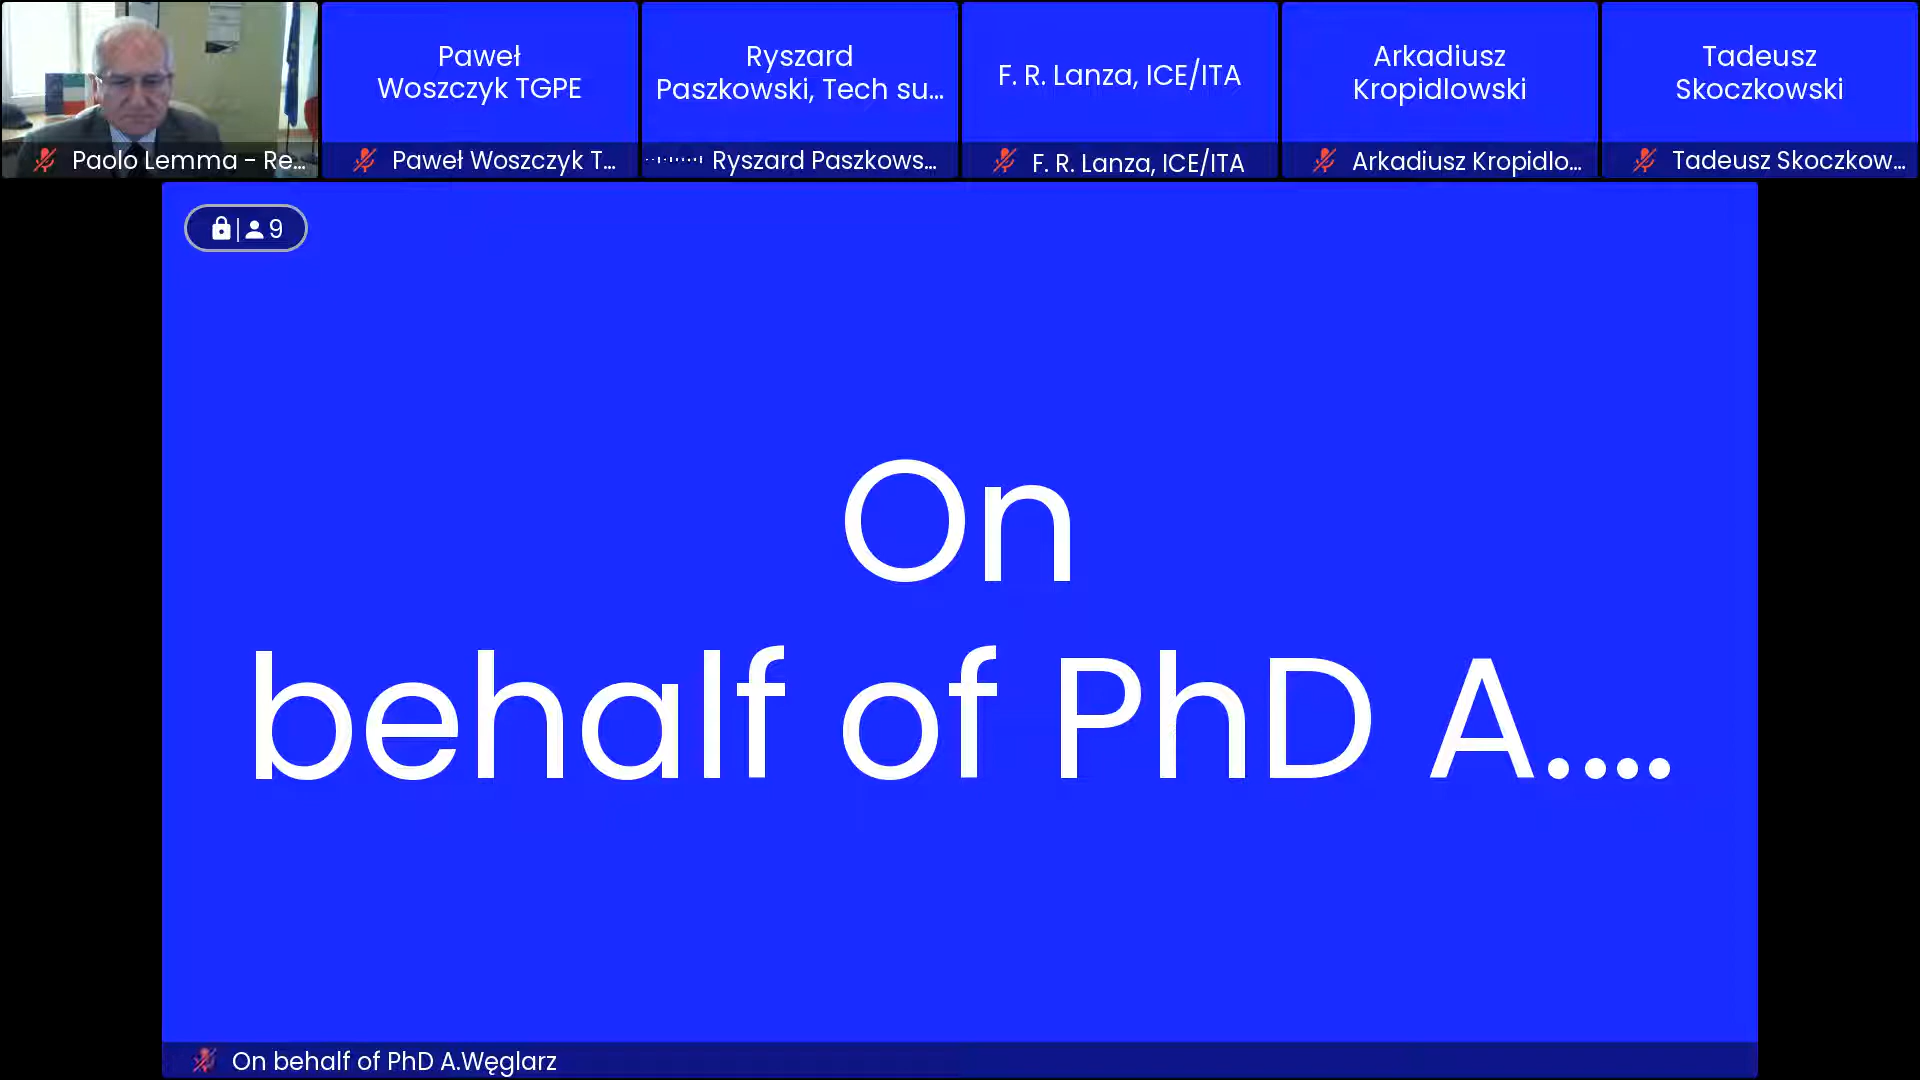 Paweł
Woszczyk TGPE
Ryszard
Paszkowski, Tech su...
F. R. Lanza, ICE/ITA
Arkadiusz
Kropidlowski
Tadeusz
Skoczkowski
Paolo Lemma - Re...
Paweł Woszczyk T...
Ryszard Paszkows...
F. R. Lanza, ICE/ITA
Arkadiusz Kropidlo...
Tadeusz Skoczkow...
9
On
behalf of PhD A....
On behalf of PhD A.Węglarz